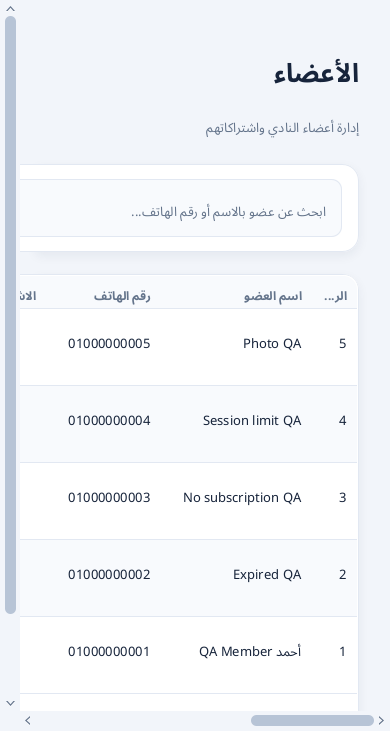 الأعضاء
إدارة أعضاء النادي واشتراكاتهم
ابحث عن عضو بالاسم أو رقم الهاتف...
الر... اسم العضو رقم الهاتف
5 Photo QA 01000000005
4 Session limit QA 01000000004
3 No subscription QA 01000000003
2 Expired QA 01000000002
1 أحمد QA Member 01000000001